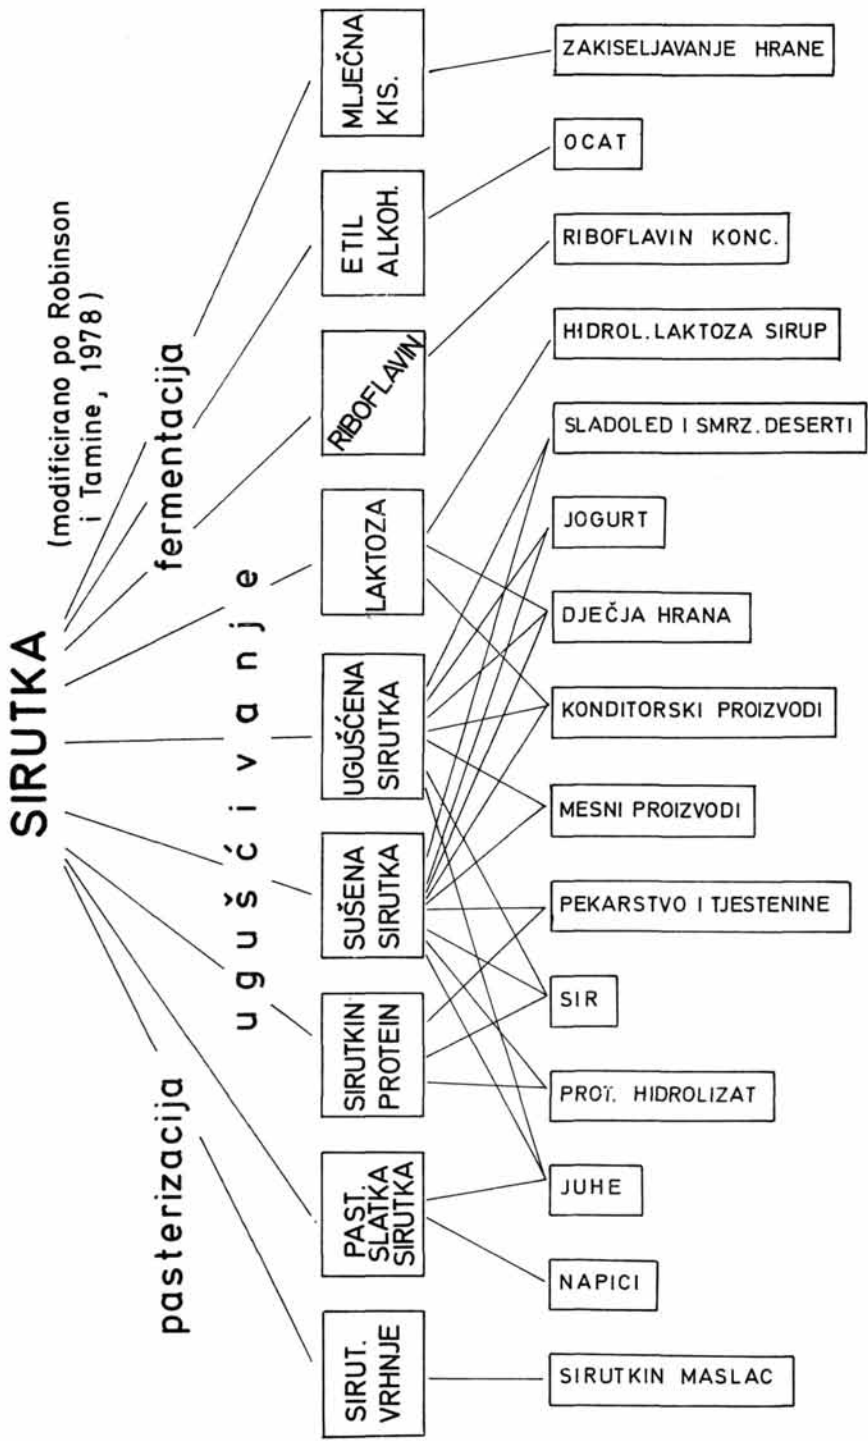 SIRUTKA
(modificirano po Robinson
i Tamine, 1978)
pasterizacija
ugušćivanje
fermentacija
SIRUT.
VRHNJE
PAST.
SLATKA
SIRUTKA
SIRUTKIN
PROTEIN
SUŠENA
SIRUTKA
UGUŠĆENA
SIRUTKA
LAKTOZA
RIBOFLAVIN
ETIL
ALKOH.
MLJEČNA
KIS.
ZAKISELJAVANJE HRANE
OCAT
RIBOFLAVIN KONC.
HIDROL. LAKTOZA SIRUP
SLADOLED I SMRZ. DESERTI
JOGURT
DJEČJA HRANA
KONDITORSKI PROIZVODI
MESNI PROIZVODI
PEKARSTVO I TJESTENINE
SIR
PROT. HIDROLIZAT
JUHE
NAPICI
SIRUTKIN MASLAC